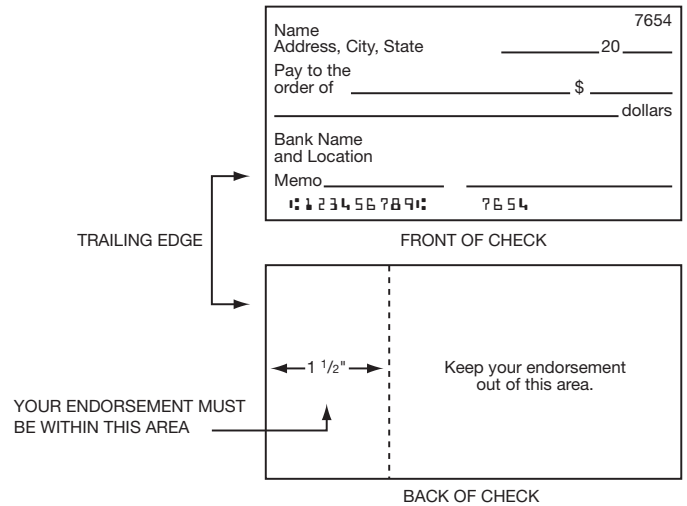 7654
Name
Address, City, State 20
Pay to the
order of $
dollars
Bank Name
and Location
Memo
⑆123456789⑆ 7654
TRAILING EDGE
FRONT OF CHECK
1 1/2"
Keep your endorsement
out of this area.
YOUR ENDORSEMENT MUST
BE WITHIN THIS AREA
BACK OF CHECK